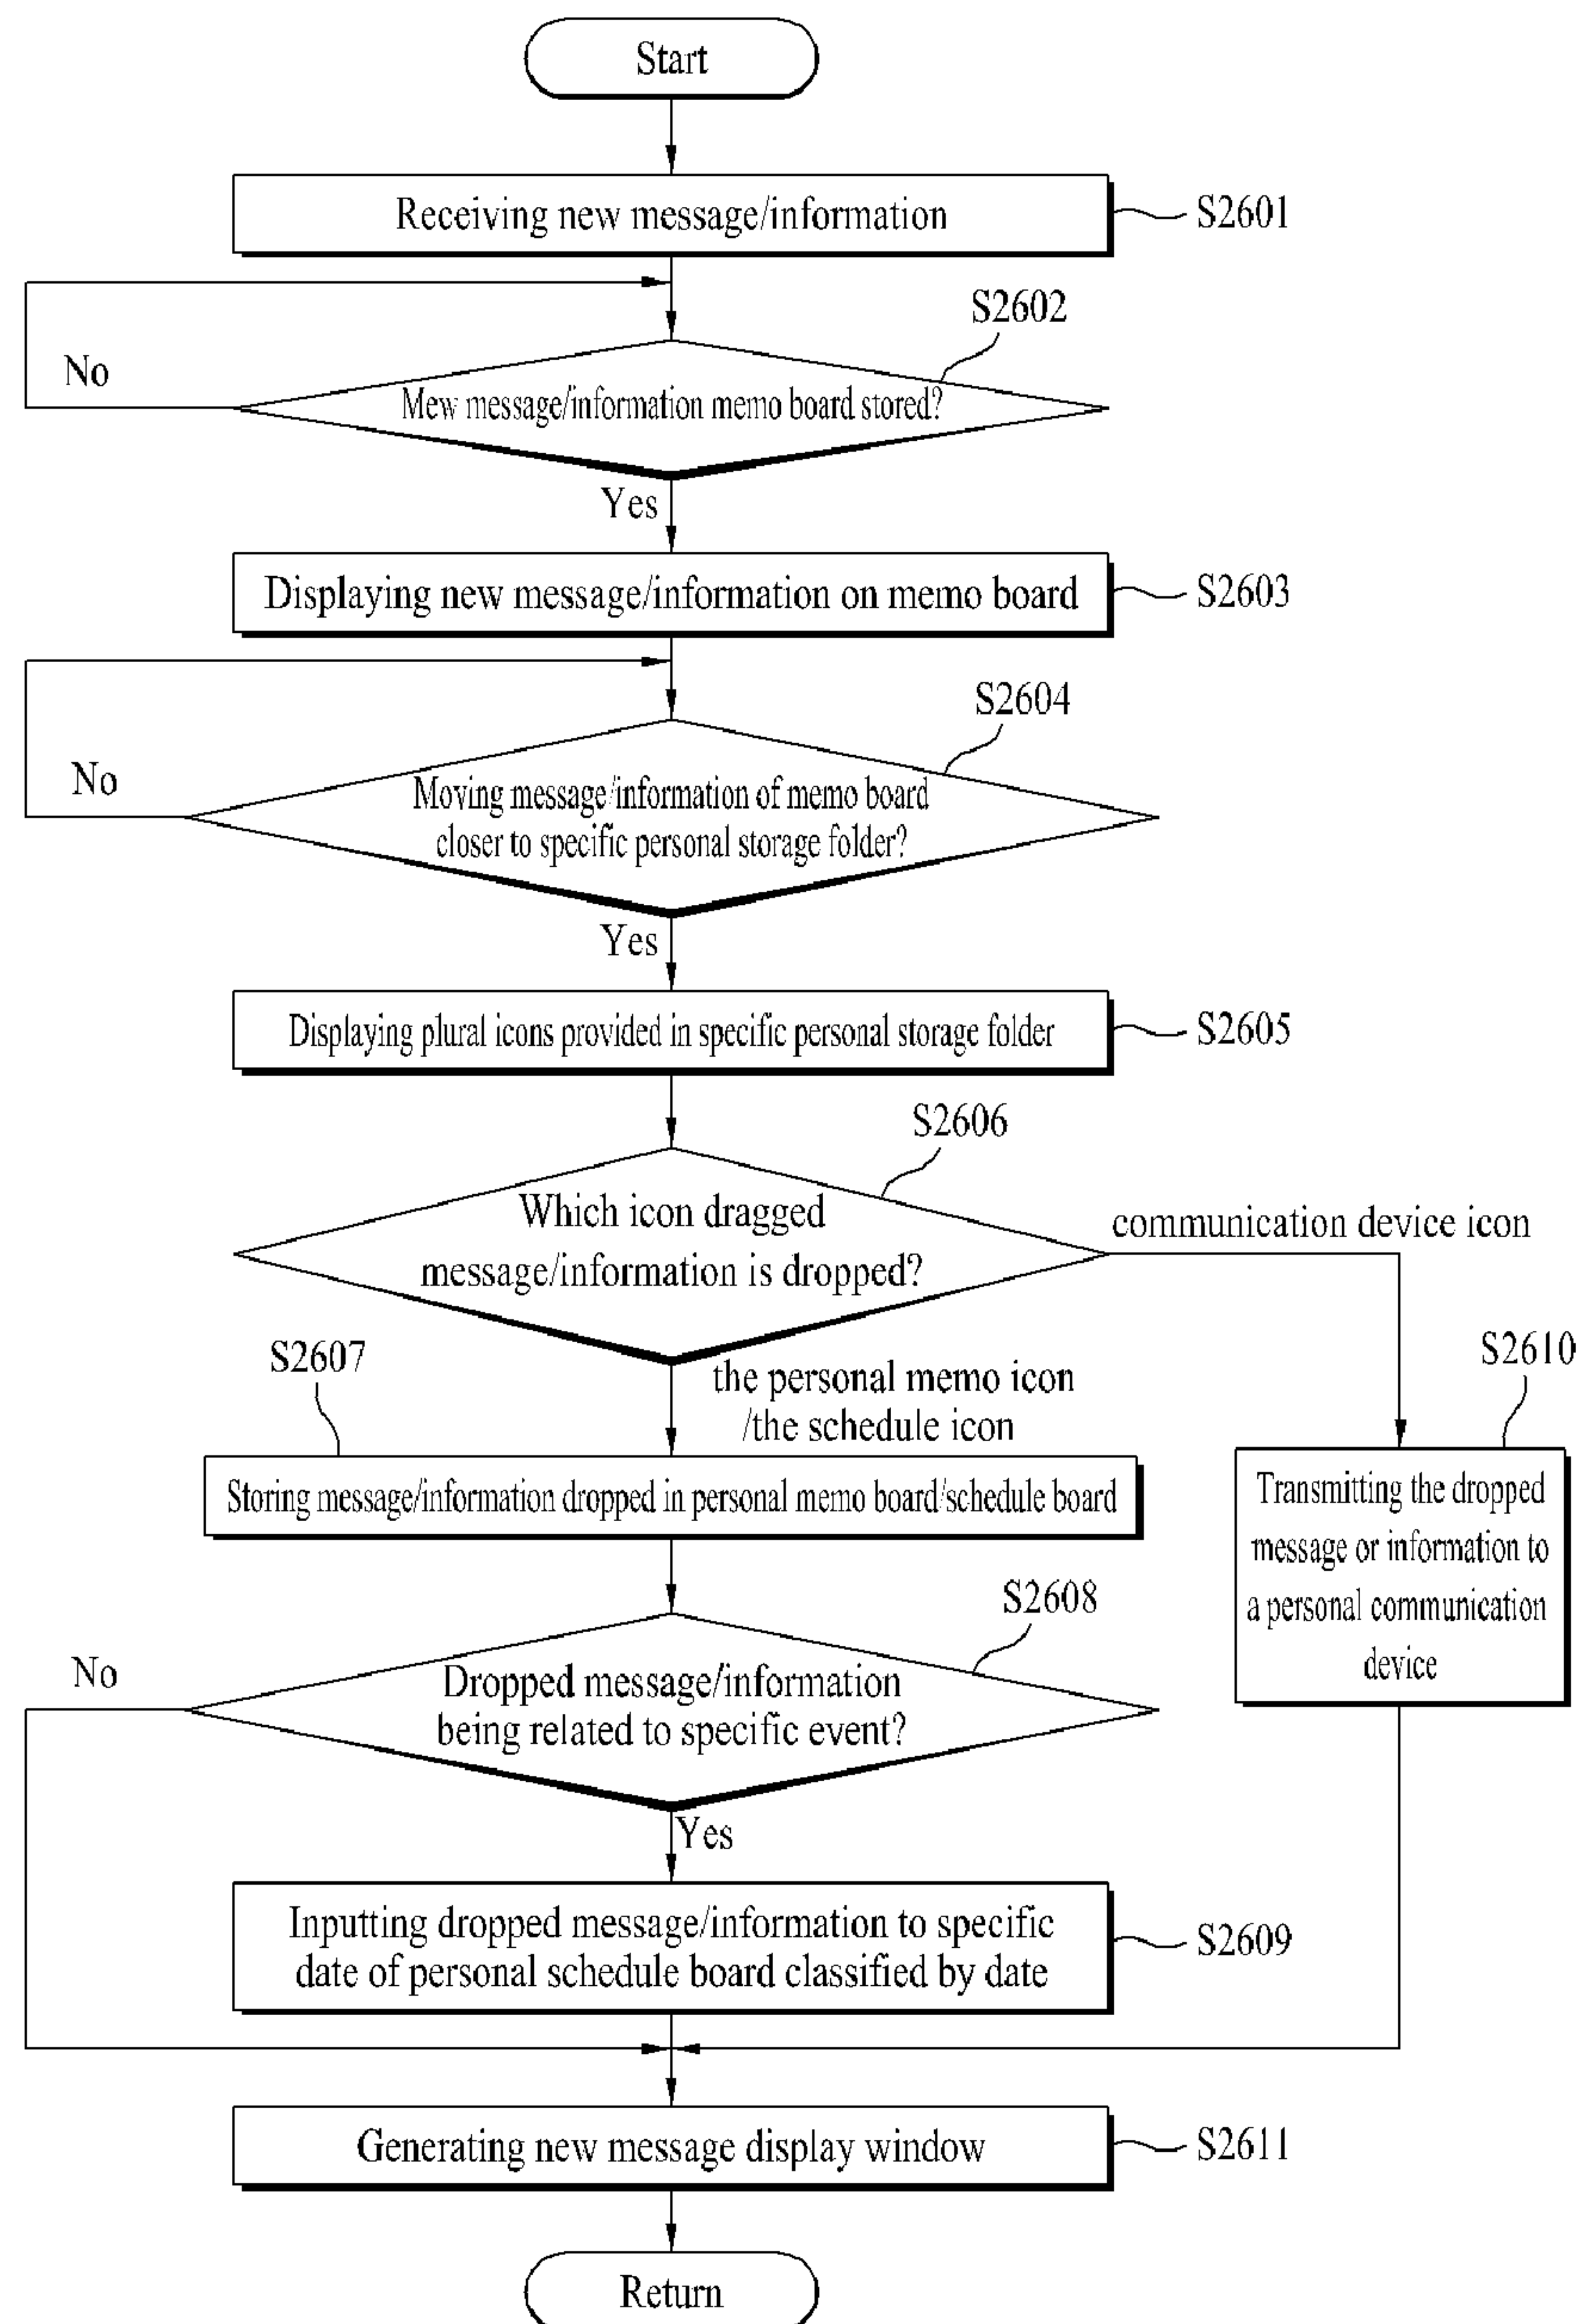 Start
Receiving new message/information
S2601
S2602
No
Mew message/information memo board stored?
Yes
Displaying new message/information on memo board
S2603
S2604
No
Moving message/information of memo board
closer to specific personal storage folder?
Yes
Displaying plural icons provided in specific personal storage folder
S2605
S2606
Which icon dragged
message/information is dropped?
communication device icon
S2607
the personal memo icon
/the schedule icon
S2610
Storing message/information dropped in personal memo board/schedule board
Transmitting the dropped
message or information to
a personal communication
device
S2608
No
Dropped message/information
being related to specific event?
Yes
Inputting dropped message/information to specific
date of personal schedule board classified by date
S2609
Generating new message display window
S2611
Return